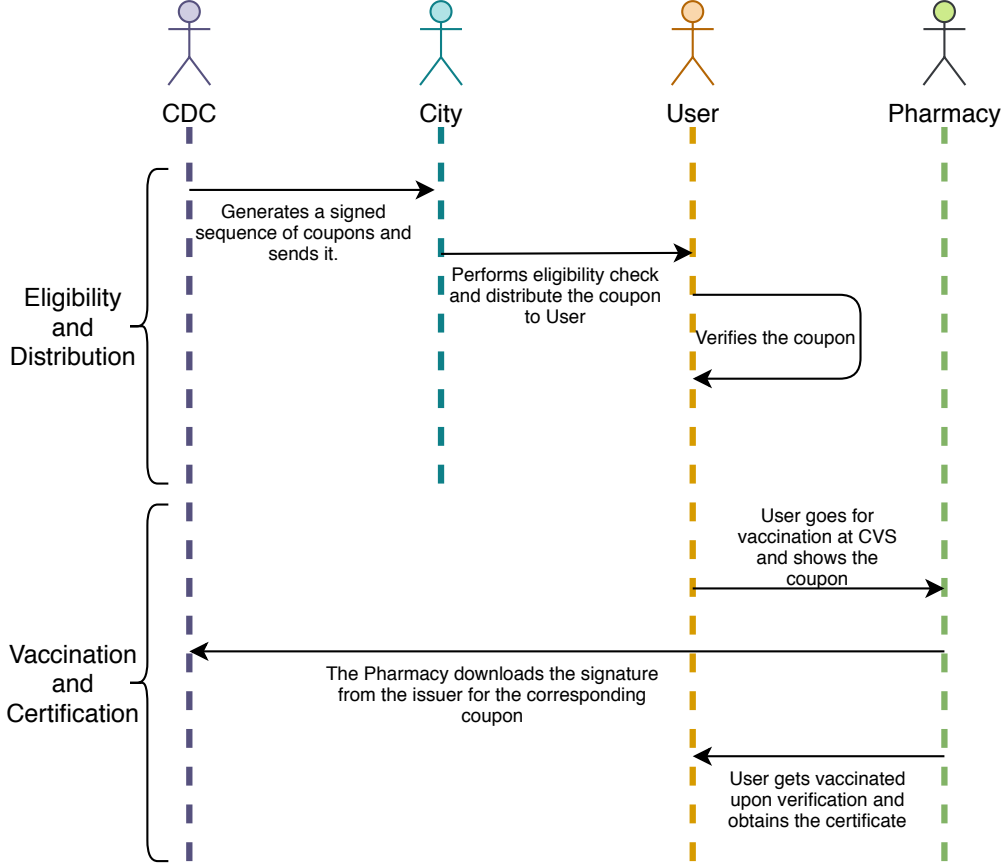 CDC
City
User
Pharmacy
Generates a signed
sequence of coupons and
sends it.
Performs eligibility check
and distribute the coupon
to User
Verifies the coupon
Eligibility
and
Distribution
User goes for
vaccination at CVS
and shows the
coupon
The Pharmacy downloads the signature
from the issuer for the corresponding
coupon
Vaccination
and
Certification
User gets vaccinated
upon verification and
obtains the certificate